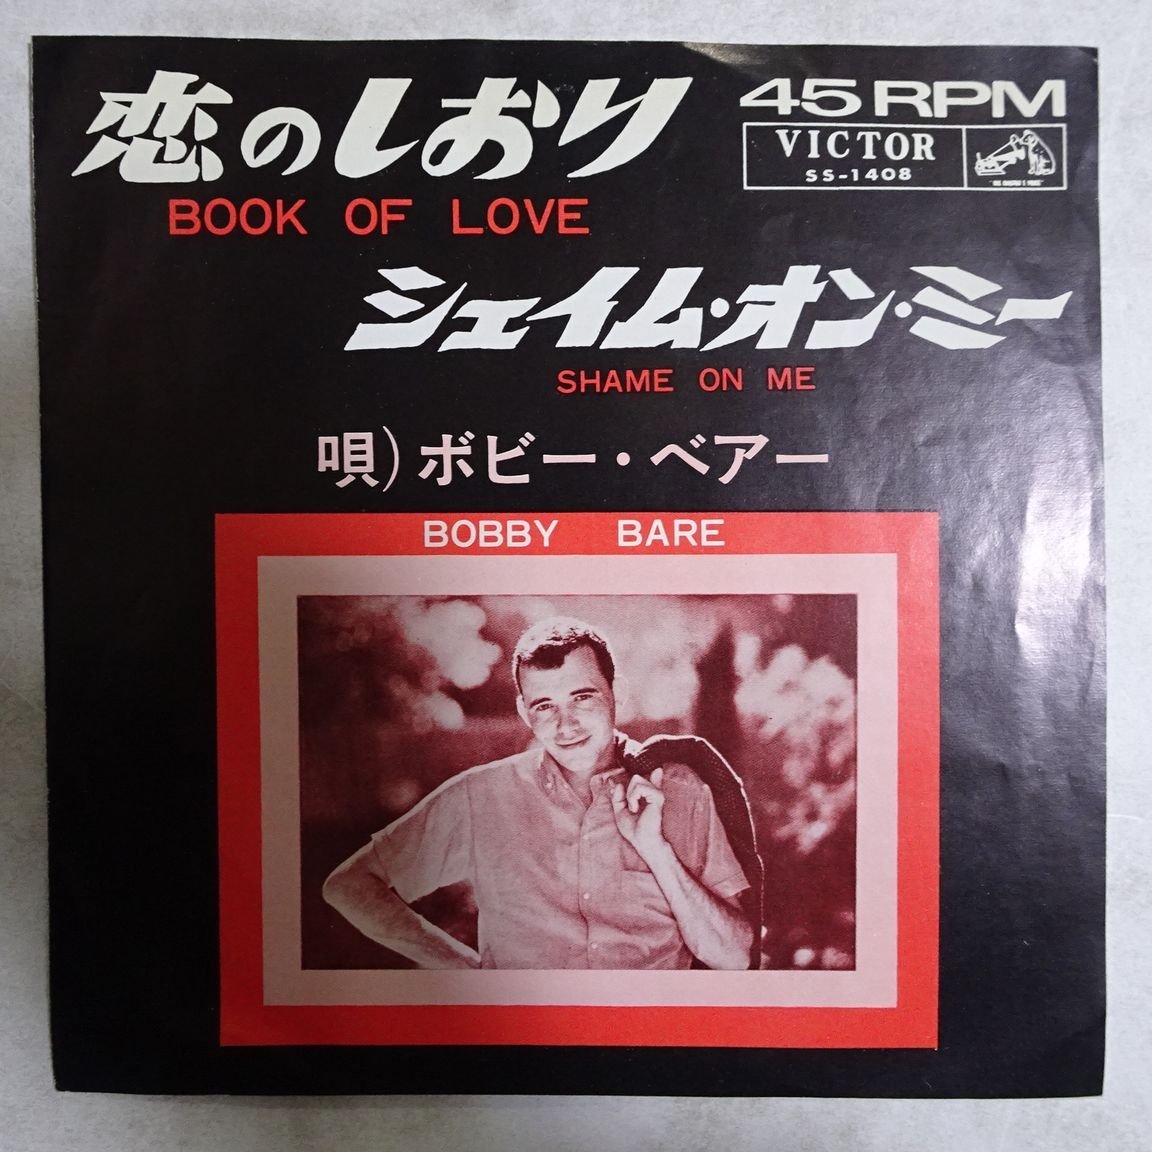 恋のしおり
BOOK OF LOVE
45 RPM
VICTOR
SS-1408
シェイム・オン・ミー
SHAME ON ME
唄)ボビー・ベアー
BOBBY BARE